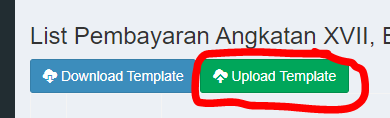 List Pembayaran Angkatan XVII,
Download Template Upload Template